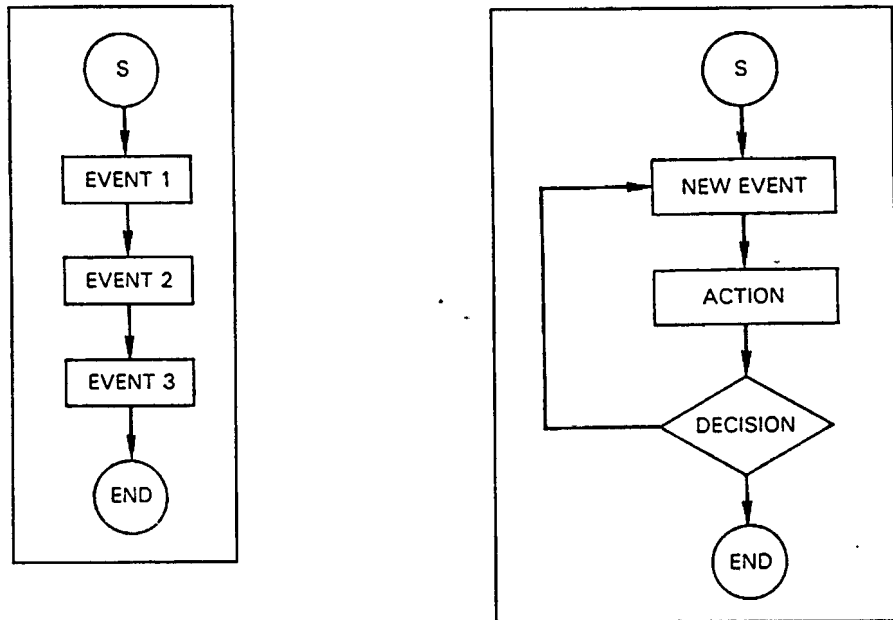 S
EVENT 1
EVENT 2
EVENT 3
END
S
NEW EVENT
ACTION
DECISION
END